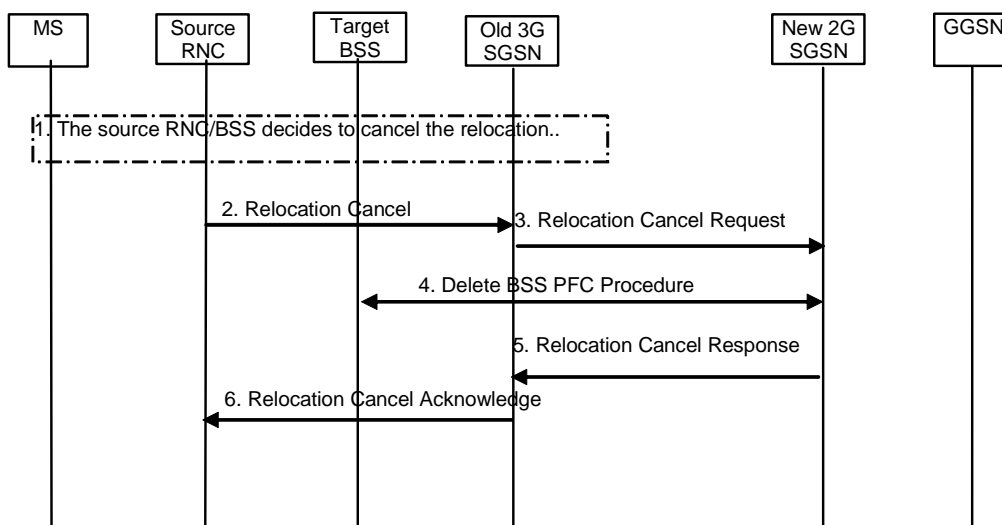 MS
Source
RNC
Target
BSS
Old 3G
SGSN
New 2G
SGSN
GGSN
1. The source RNC/BSS decides to cancel the relocation..
2. Relocation Cancel
3. Relocation Cancel Request
4. Delete BSS PFC Procedure
5. Relocation Cancel Response
6. Relocation Cancel Acknowledge